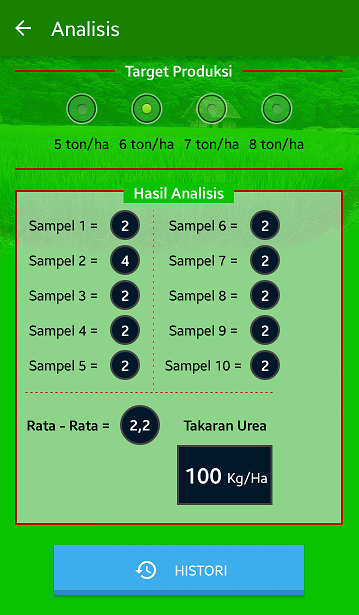 Analisis
Target Produksi
5 ton/ha 6 ton/ha 7 ton/ha 8 ton/ha
Hasil Analisis
Sampel 1 = 2 Sampel 6 = 2
Sampel 2 = 4 Sampel 7 = 2
Sampel 3 = 2 Sampel 8 = 2
Sampel 4 = 2 Sampel 9 = 2
Sampel 5 = 2 Sampel 10 = 2
Rata - Rata = 2,2 Takaran Urea
100 Kg/Ha
HISTORI